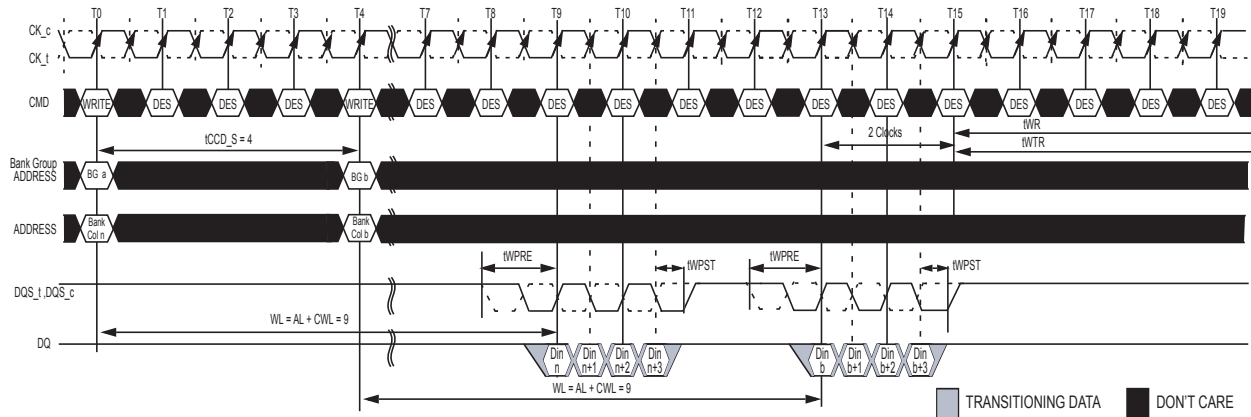 T0 T1 T2 T3 T4 T7 T8 T9 T10 T11 T12 T13 T14 T15 T16 T17 T18 T19
CK_c
CK_t
CMD WRITE DES DES DES WRITE DES DES DES DES DES DES DES DES DES DES DES DES DES
tCCD_S = 4
2 Clocks
tWR
tWTR
Bank Group
ADDRESS
BG a
BG b
ADDRESS
Bank
Col n
Bank
Col b
tWPRE
tWPST
tWPRE
tWPST
DQS_t ,DQS_c
WL = AL + CWL = 9
DQ
Din
n
Din
n+1
Din
n+2
Din
n+3
Din
b
Din
b+1
Din
b+2
Din
b+3
WL = AL + CWL = 9
TRANSITIONING DATA
DON'T CARE